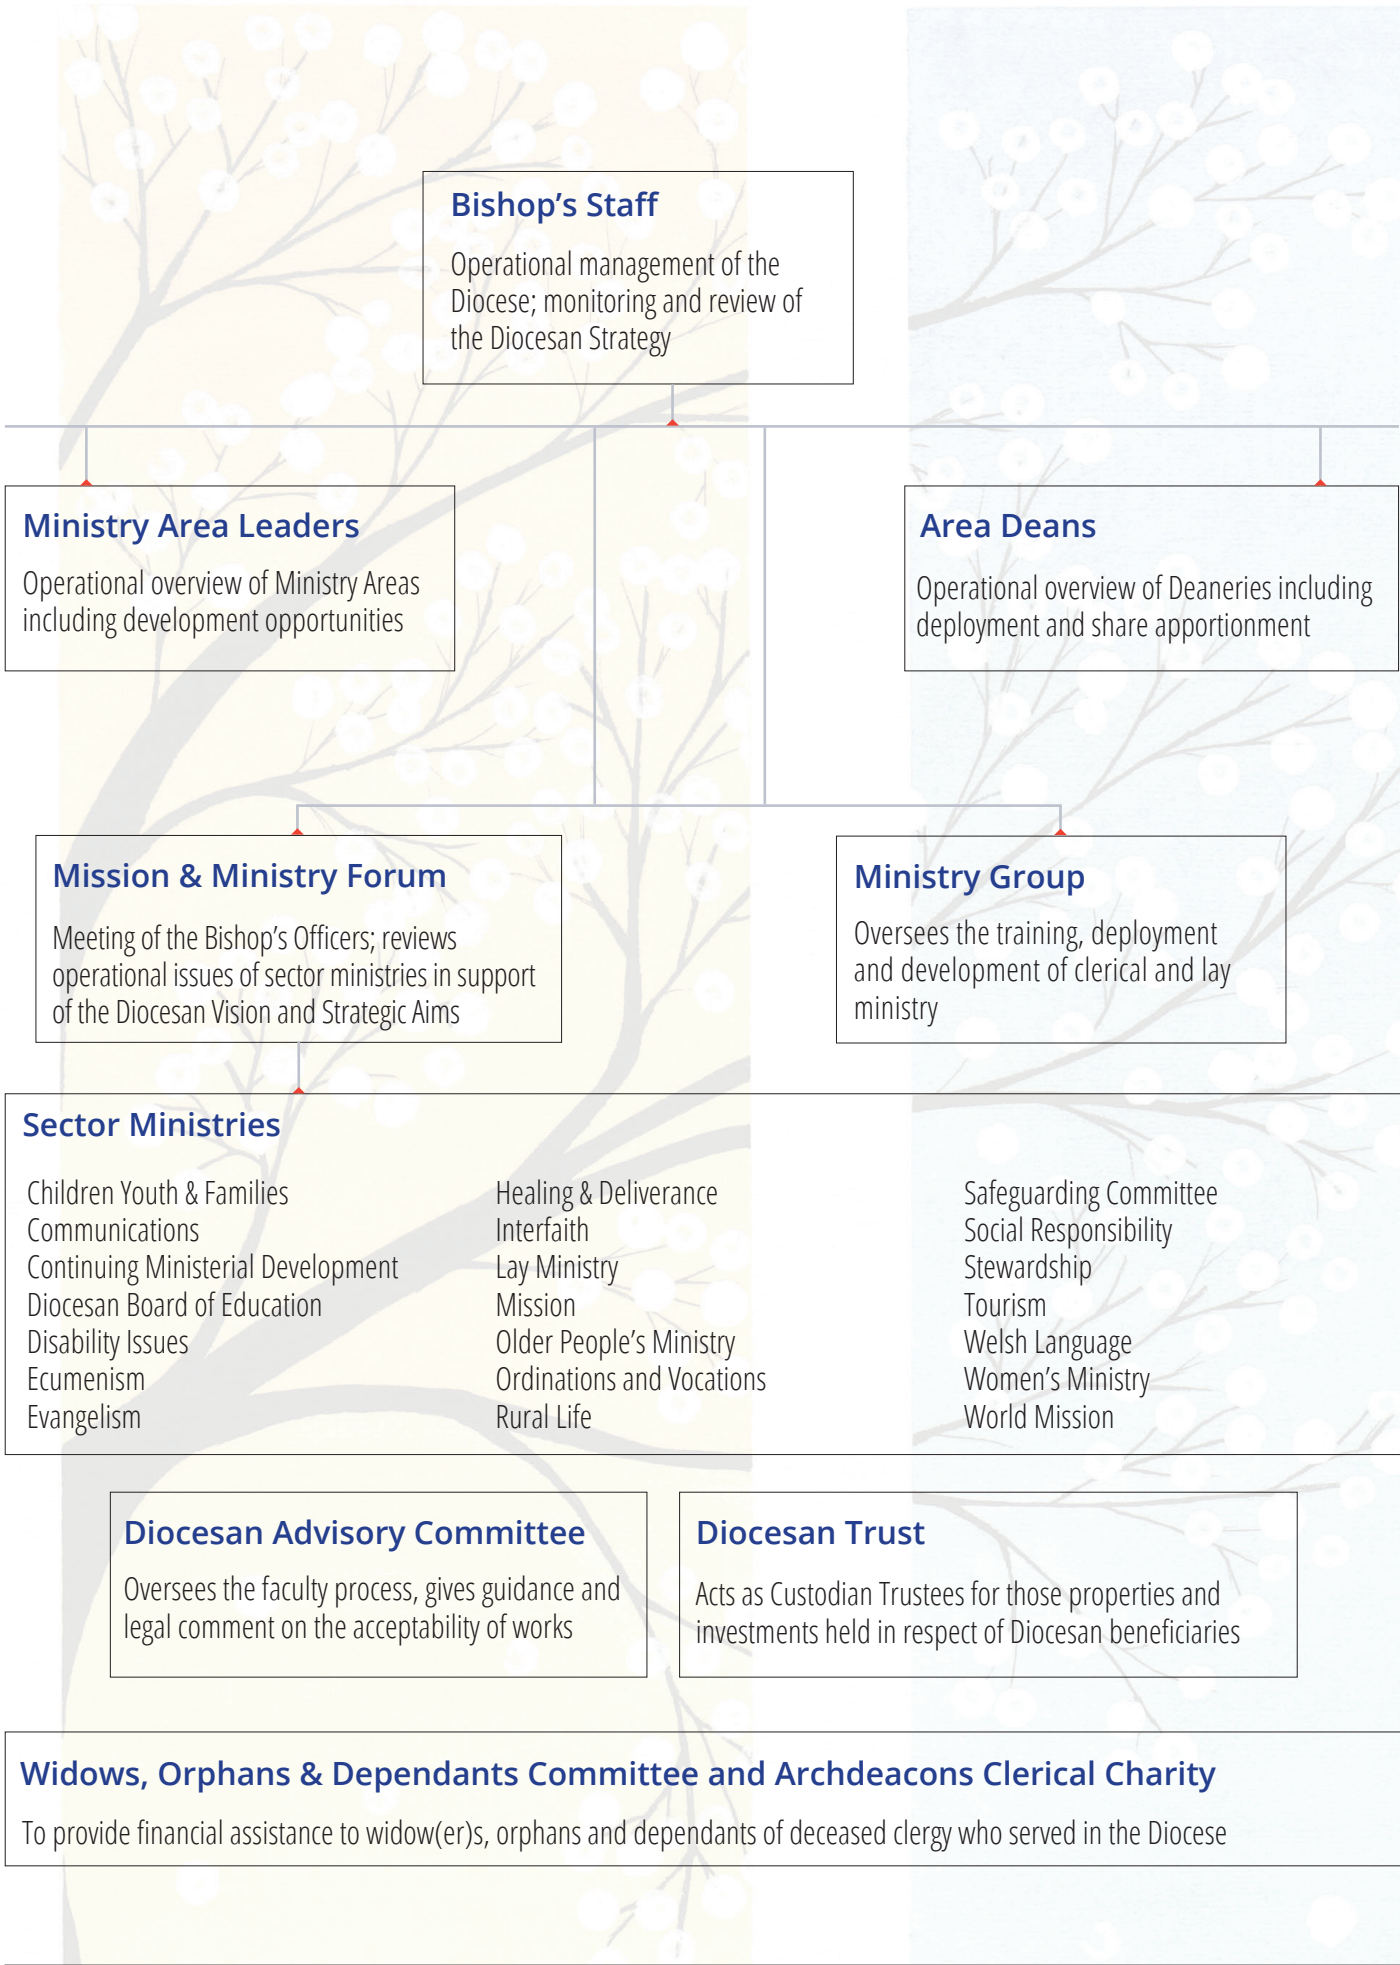 Bishop’s Staff
Operational management of the
Diocese; monitoring and review of
the Diocesan Strategy
Ministry Area Leaders
Operational overview of Ministry Areas
including development opportunities
Area Deans
Operational overview of Deaneries including
deployment and share apportionment
Mission & Ministry Forum
Meeting of the Bishop’s Officers; reviews
operational issues of sector ministries in support
of the Diocesan Vision and Strategic Aims
Ministry Group
Oversees the training, deployment
and development of clerical and lay
ministry
Sector Ministries
Children Youth & Families
Communications
Continuing Ministerial Development
Diocesan Board of Education
Disability Issues
Ecumenism
Evangelism
Healing & Deliverance
Interfaith
Lay Ministry
Mission
Older People’s Ministry
Ordinations and Vocations
Rural Life
Safeguarding Committee
Social Responsibility
Stewardship
Tourism
Welsh Language
Women’s Ministry
World Mission
Diocesan Advisory Committee
Oversees the faculty process, gives guidance and
legal comment on the acceptability of works
Diocesan Trust
Acts as Custodian Trustees for those properties and
investments held in respect of Diocesan beneficiaries
Widows, Orphans & Dependants Committee and Archdeacons Clerical Charity
To provide financial assistance to widow(er)s, orphans and dependants of deceased clergy who served in the Diocese